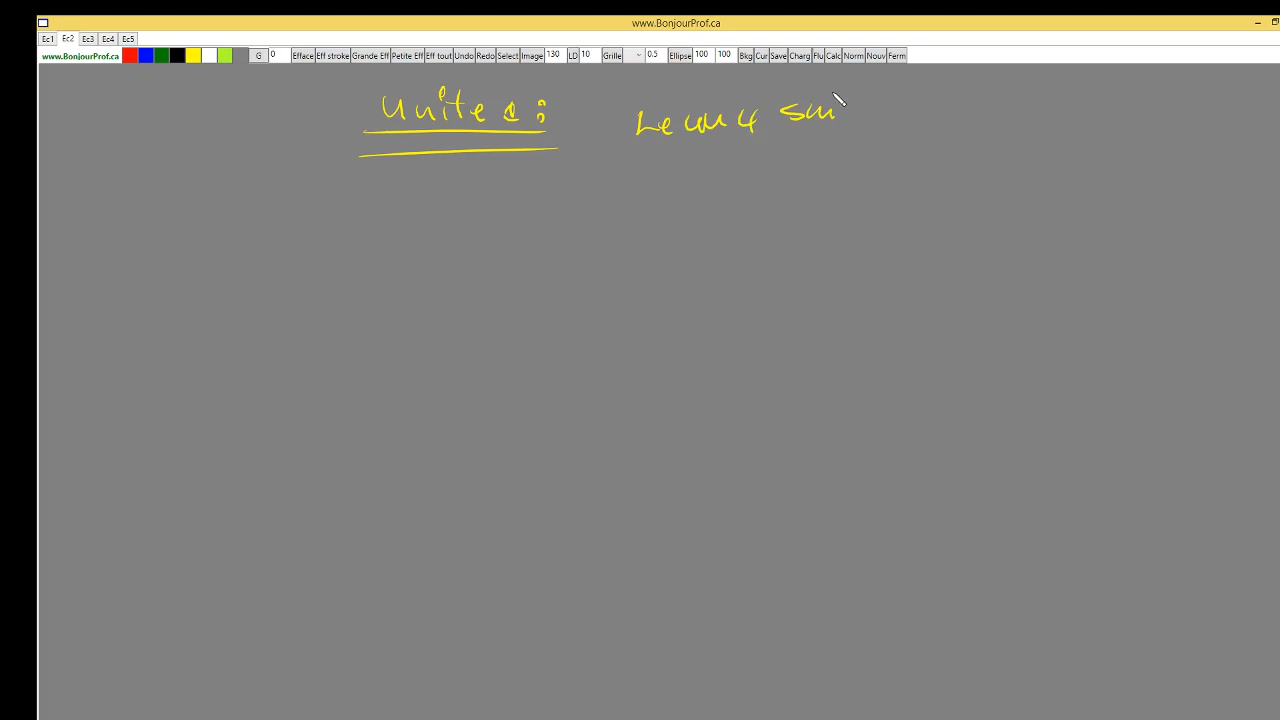 www.BonjourProf.ca
Ec1 Ec2 Ec3 Ec4 Ec5
www.BonjourProf.ca G 0 Efface Eff stroke Grande Eff Petite Eff Eff tout Undo Redo Select Image 130 LD 10 Grille 0.5 Ellipse 100 100 Bkg Cur Save Charg Flu Calc Norm Nouv Ferm
Unité 1 :